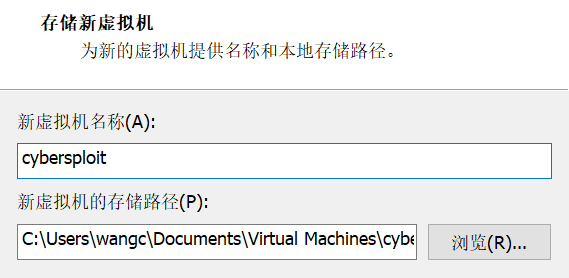 存储新虚拟机
为新的虚拟机提供名称和本地存储路径。
新虚拟机名称(A):
cybersploit
新虚拟机的存储路径(P):
C:\Users\wangc\Documents\Virtual Machines\cybe
浏览(R)...